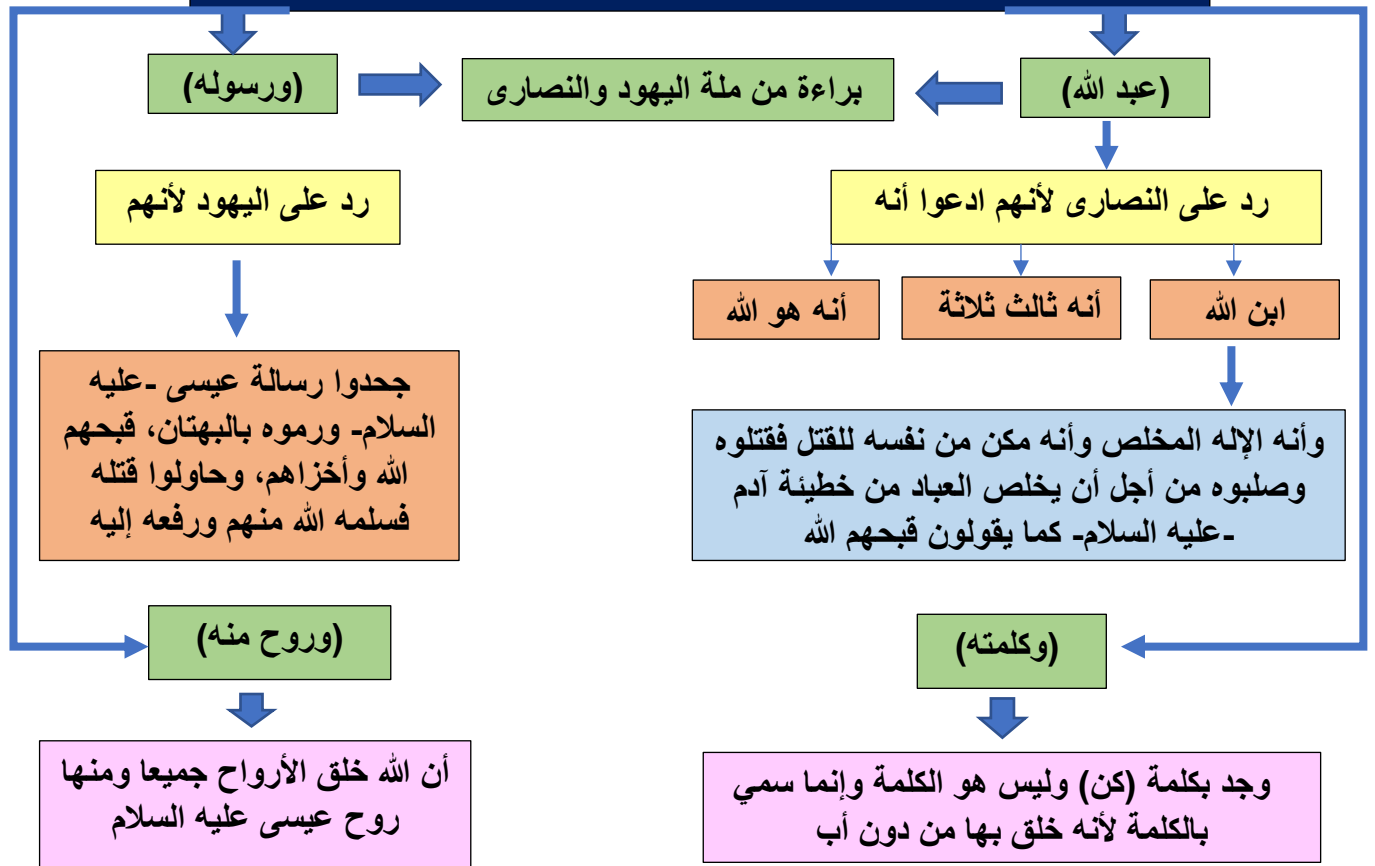 (عبد الله)
براءة من ملة اليهود والنصارى
(ورسوله)
رد على النصارى لأنهم ادعوا أنه
رد على اليهود لأنهم
ابن الله
أنه ثالث ثلاثة
أنه هو الله
جحدوا رسالة عيسى -عليه
السلام- ورموه بالبهتان، قبحهم
الله وأخزاهم، وحاولوا قتله
فسلمه الله منهم ورفعه إليه
وأنه الإله المخلص وأنه مكن من نفسه للقتل فقتلوه
وصلبوه من أجل أن يخلص العباد من خطيئة آدم
-عليه السلام- كما يقولون قبحهم الله
(وكلمته)
(وروح منه)
وجد بكلمة (كن) وليس هو الكلمة وإنما سمي
بالكلمة لأنه خلق بها من دون أب
أن الله خلق الأرواح جميعا ومنها
روح عيسى عليه السلام